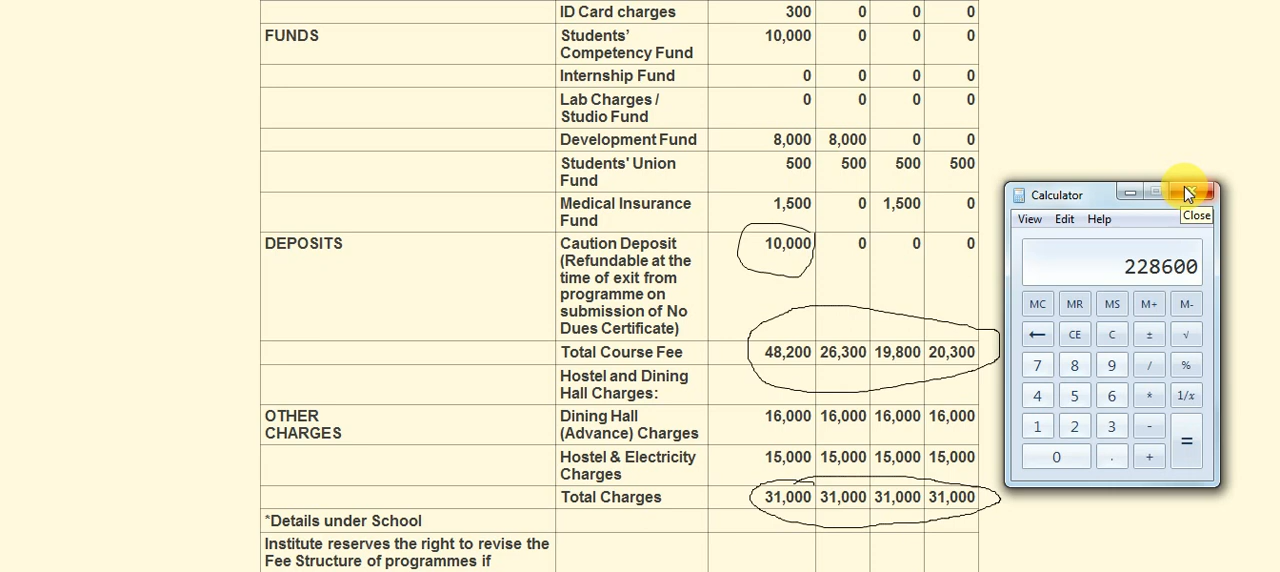 ID Card charges 300 0 0 0
FUNDS Students' 10,000 0 0 0
Competency Fund
Internship Fund 0 0 0 0
Lab Charges / 0 0 0 0
Studio Fund
Development Fund 8,000 8,000 0 0
Students' Union 500 500 500 500
Fund
Medical Insurance 1,500 0 1,500 0
Fund
DEPOSITS Caution Deposit 10,000 0 0 0
(Refundable at the
time of exit from
programme on
submission of No
Dues Certificate)
Total Course Fee 48,200 26,300 19,800 20,300
Hostel and Dining
Hall Charges:
OTHER Dining Hall 16,000 16,000 16,000 16,000
CHARGES (Advance) Charges
Hostel & Electricity 15,000 15,000 15,000 15,000
Charges
Total Charges 31,000 31,000 31,000 31,000
*Details under School
Institute reserves the right to revise the
Fee Structure of programmes if
Calculator
Close
View Edit Help
228600
MC MR MS M+ M-
← CE C ± √
7 8 9 / %
4 5 6 * 1/x
1 2 3 - =
0 . +